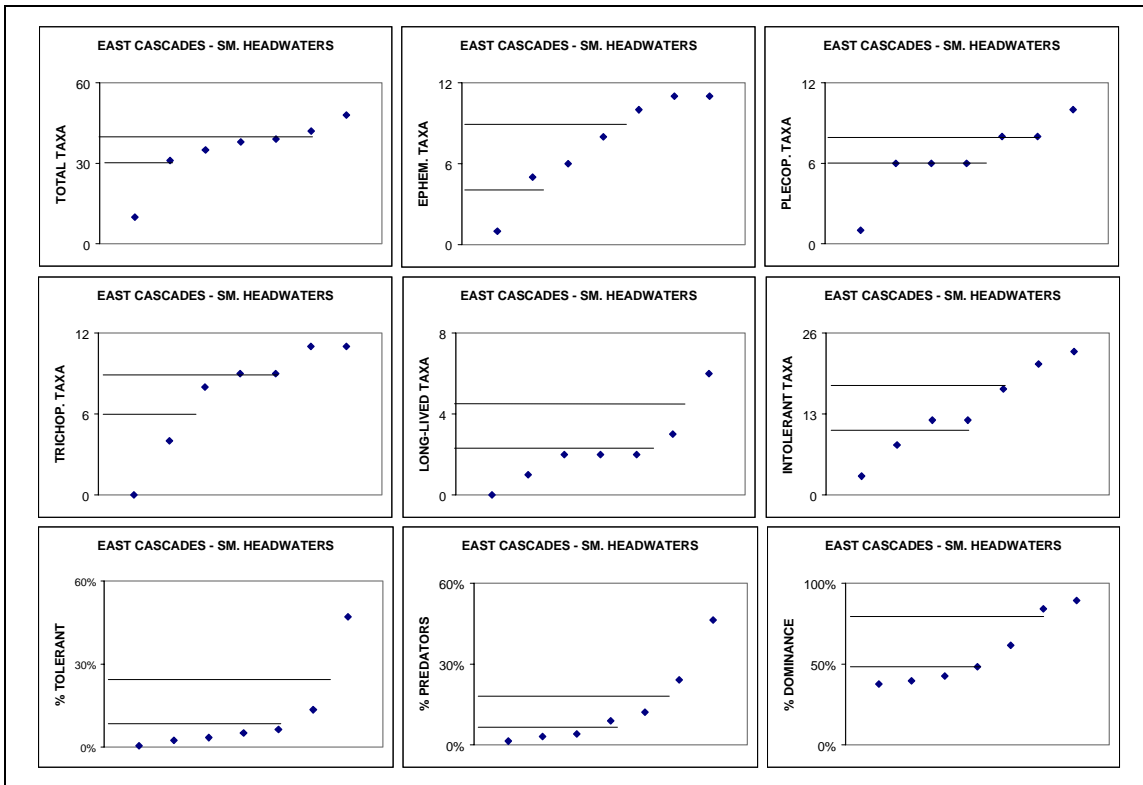 EAST CASCADES - SM. HEADWATERS
TOTAL TAXA
60
30
0
EAST CASCADES - SM. HEADWATERS
EPHEM. TAXA
12
6
0
EAST CASCADES - SM. HEADWATERS
PLECOP. TAXA
12
6
0
EAST CASCADES - SM. HEADWATERS
TRICHOP. TAXA
12
6
0
EAST CASCADES - SM. HEADWATERS
LONG-LIVED TAXA
8
4
0
EAST CASCADES - SM. HEADWATERS
INTOLERANT TAXA
26
13
0
EAST CASCADES - SM. HEADWATERS
% TOLERANT
60%
30%
0%
EAST CASCADES - SM. HEADWATERS
% PREDATORS
60%
30%
0%
EAST CASCADES - SM. HEADWATERS
% DOMINANCE
100%
50%
0%